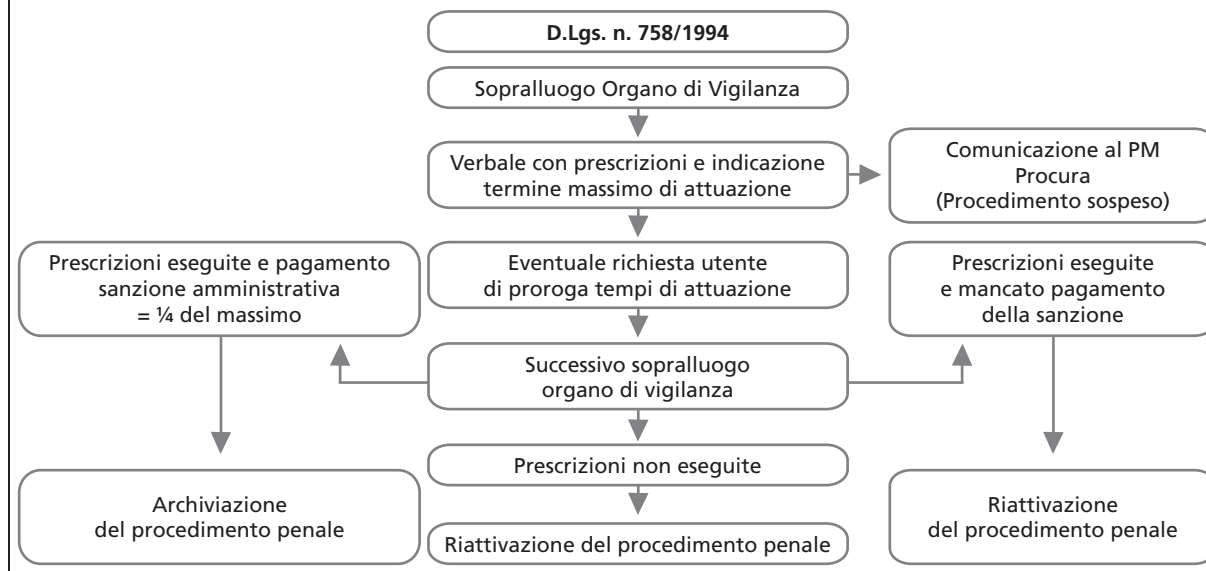 D.Lgs. n. 758/1994
Sopralluogo Organo di Vigilanza
Verbale con prescrizioni e indicazione
termine massimo di attuazione
Comunicazione al PM
Procura
(Procedimento sospeso)
Prescrizioni eseguite e pagamento
sanzione amministrativa
= ¼ del massimo
Eventuale richiesta utente
di proroga tempi di attuazione
Prescrizioni eseguite
e mancato pagamento
della sanzione
Successivo sopralluogo
organo di vigilanza
Prescrizioni non eseguite
Archiviazione
del procedimento penale
Riattivazione del procedimento penale
Riattivazione
del procedimento penale